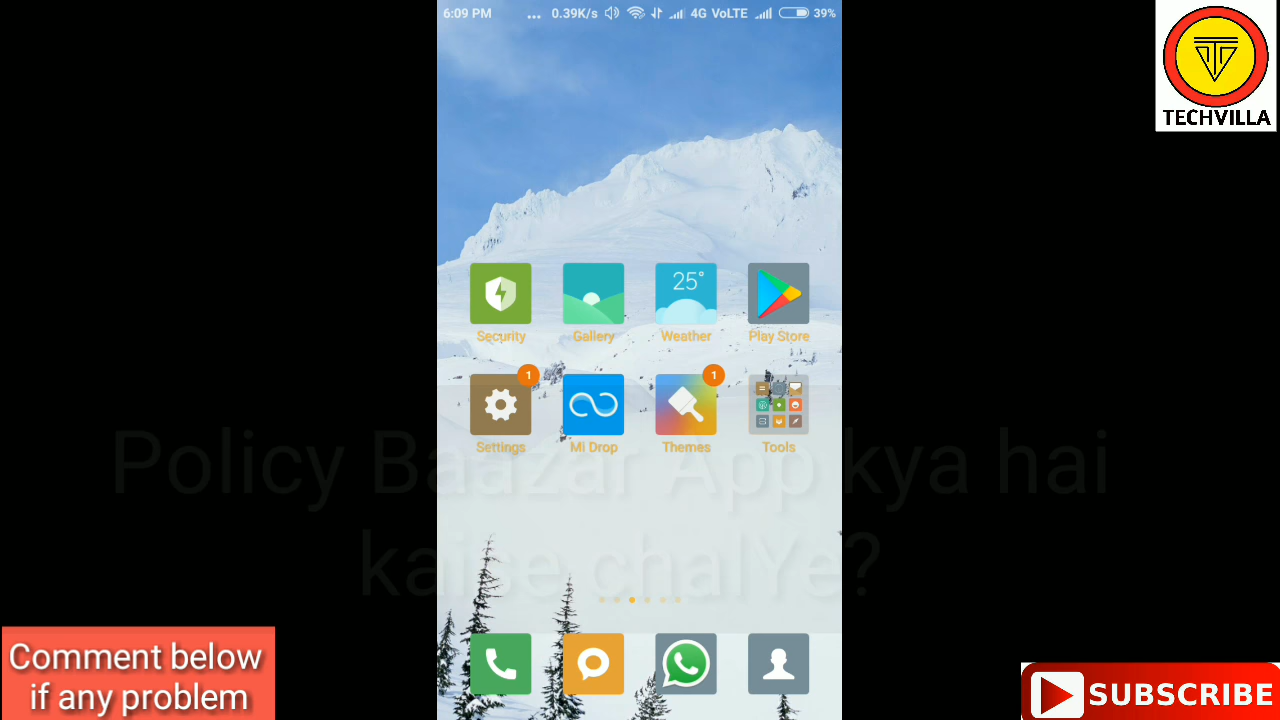 6:09 PM ... 0.39K/s 4G VoLTE 39%
TECHVILLA
25°
Security Gallery Weather Play Store
1 1
Settings Mi Drop Themes Tools
Policy Baazar App kya hai
kaise chalYe?
Comment below
if any problem
SUBSCRIBE